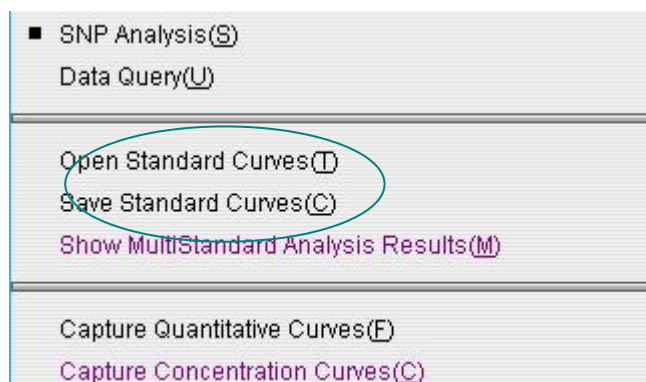 SNP Analysis(S)
Data Query(U)
Open Standard Curves(T)
Save Standard Curves(C)
Show MultiStandard Analysis Results(M)
Capture Quantitative Curves(F)
Capture Concentration Curves(C)